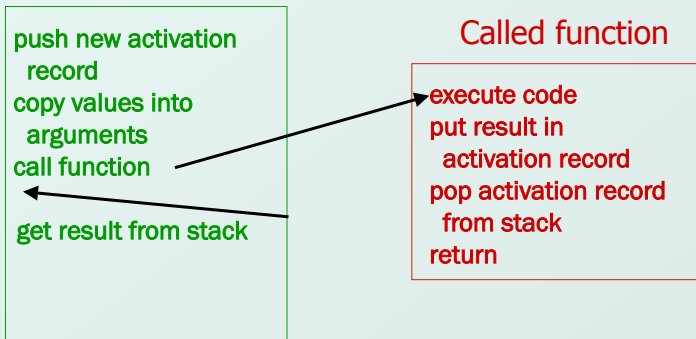 push new activation
record
copy values into
arguments
call function
get result from stack
Called function
execute code
put result in
activation record
pop activation record
from stack
return